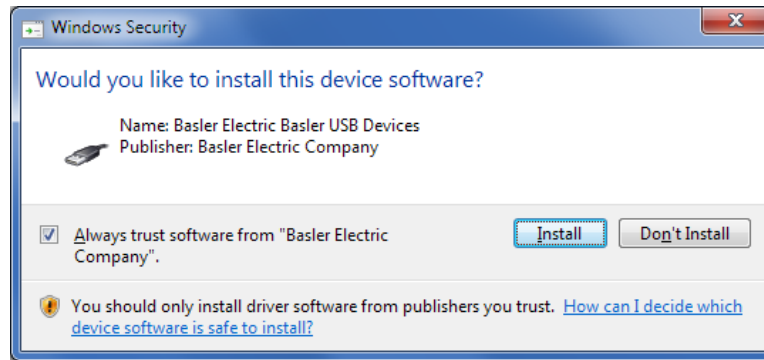 Windows Security
Would you like to install this device software?
Name: Basler Electric Basler USB Devices
Publisher: Basler Electric Company
Always trust software from "Basler Electric
Company".
Install
Don't Install
You should only install driver software from publishers you trust. How can I decide which
device software is safe to install?